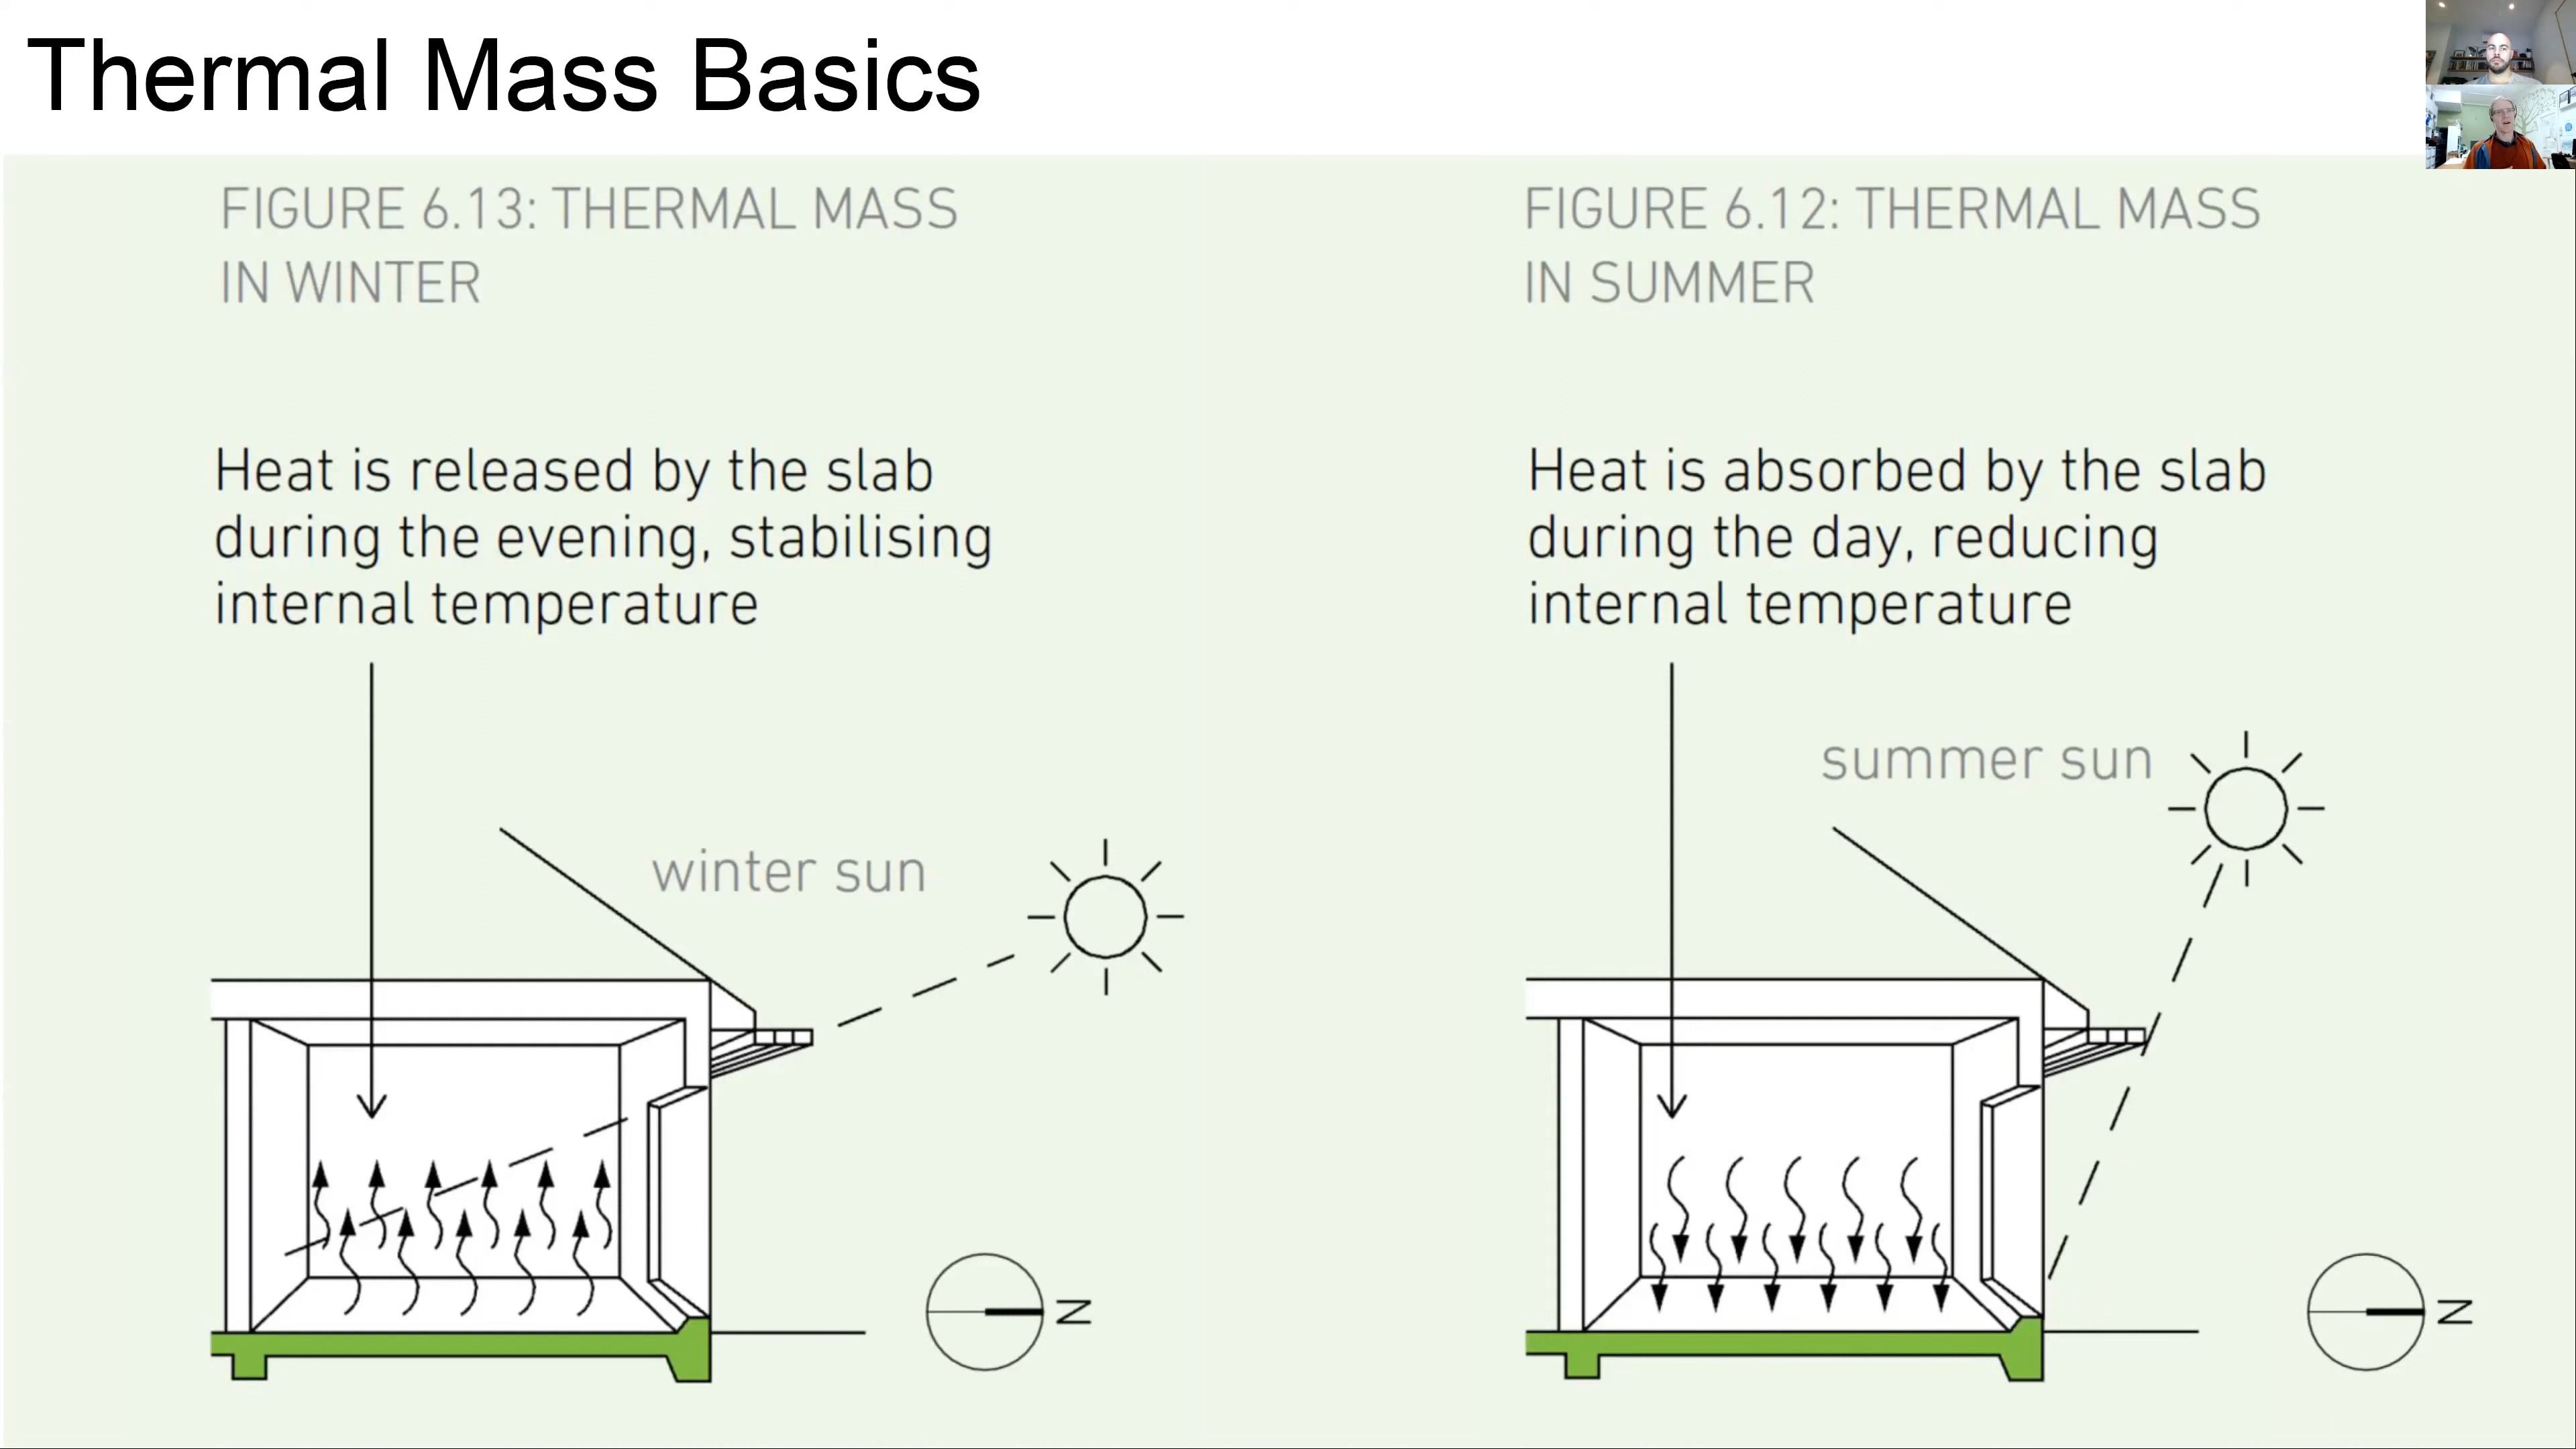 Thermal Mass Basics
FIGURE 6.13: THERMAL MASS
IN WINTER
Heat is released by the slab
during the evening, stabilising
internal temperature
winter sun
N
FIGURE 6.12: THERMAL MASS
IN SUMMER
Heat is absorbed by the slab
during the day, reducing
internal temperature
summer sun
N